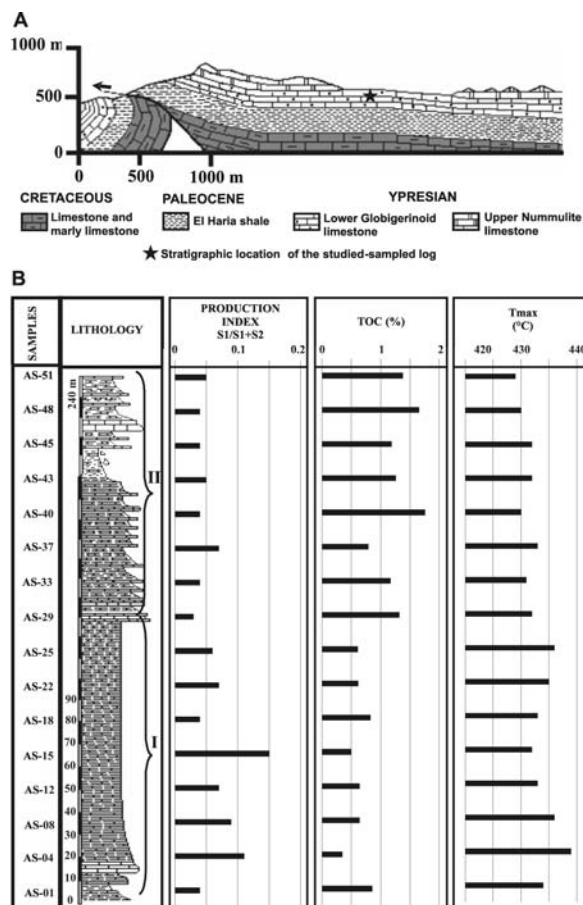 A
1000 m
500
0
0
500
1000 m
CRETACEOUS
PALEOCENE
YPRESIAN
Limestone and marly limestone
El Haria shale
Lower Globigerinoid limestone
Upper Nummulite limestone
★ Stratigraphic location of the studied-sampled log
B
SAMPLES
LITHOLOGY
PRODUCTION INDEX S1/S1+S2
TOC (%)
Tmax (°C)
0 0.1 0.2
0 1 2
420 430 440
AS-51
AS-48
AS-45
AS-43
AS-40
AS-37
AS-33
AS-29
AS-25
AS-22
AS-18
AS-15
AS-12
AS-08
AS-04
AS-01
240 m
90
80
70
60
50
40
30
20
10
0
II
I